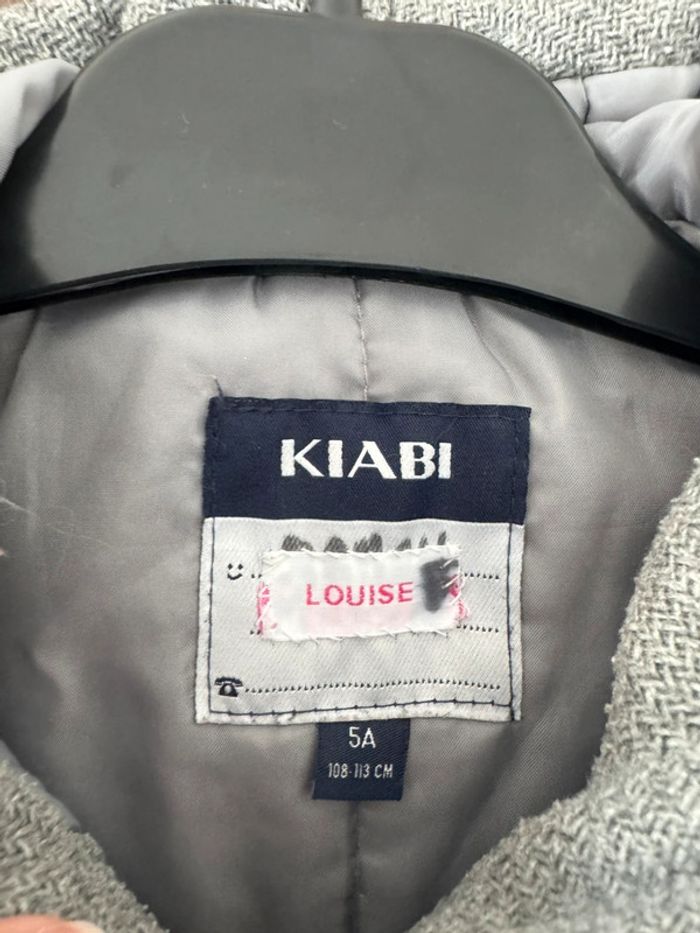 KIABI
LOUISE
5A
108-113 CM